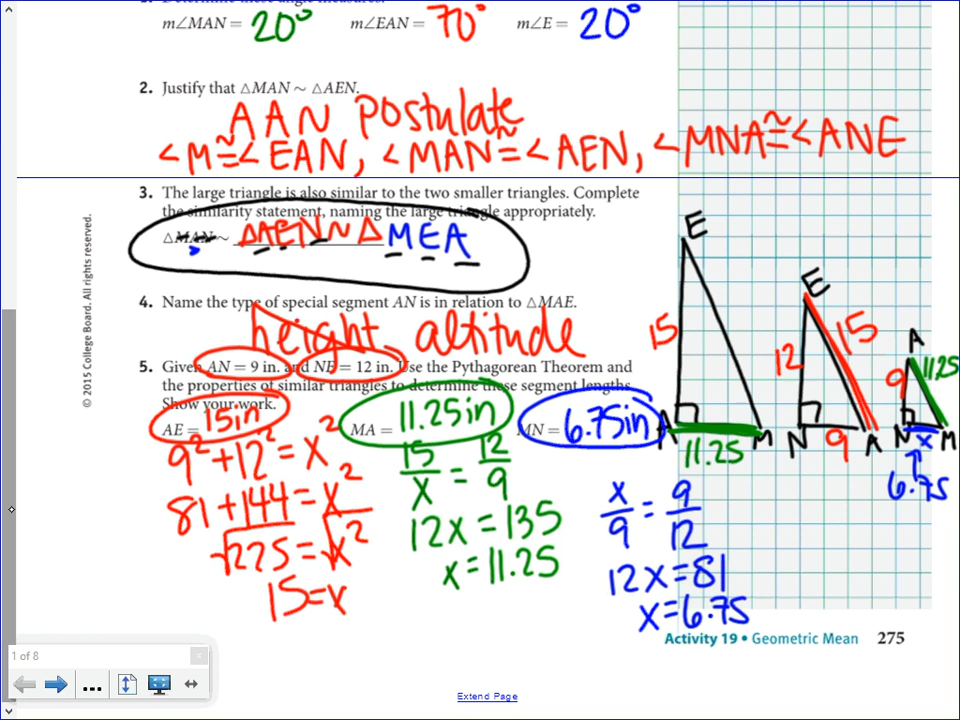 m∠MAN = 20° m∠EAN = 70° m∠E = 20°
2. Justify that △MAN ~ △AEN.
AAN Postulate
<M≅<EAN, <MAN≅<AEN, <MNA≅<ANE
3. The large triangle is also similar to the two smaller triangles. Complete
the similarity statement, naming the large triangle appropriately.
△MAN ~ △AEN ~ △MEA
4. Name the type of special segment AN is in relation to △MAE.
height altitude
5. Given AN = 9 in. and NE = 12 in. Use the Pythagorean Theorem and
the properties of similar triangles to determine these segment lengths.
Show your work.
AE = 15in MA = 11.25in MN = 6.75in
9² + 12² = x²
81 + 144 = x²
√225 = √x²
15 = x
15/x = 12/9
12x = 135
x = 11.25
x/9 = 9/12
12x = 81
x = 6.75
E
15
A
M
11.25
E
12
15
N
9
A
A
9
11.25
N
x
M
6.75
© 2015 College Board. All rights reserved.
Activity 19 • Geometric Mean 275
1 of 8
Extend Page